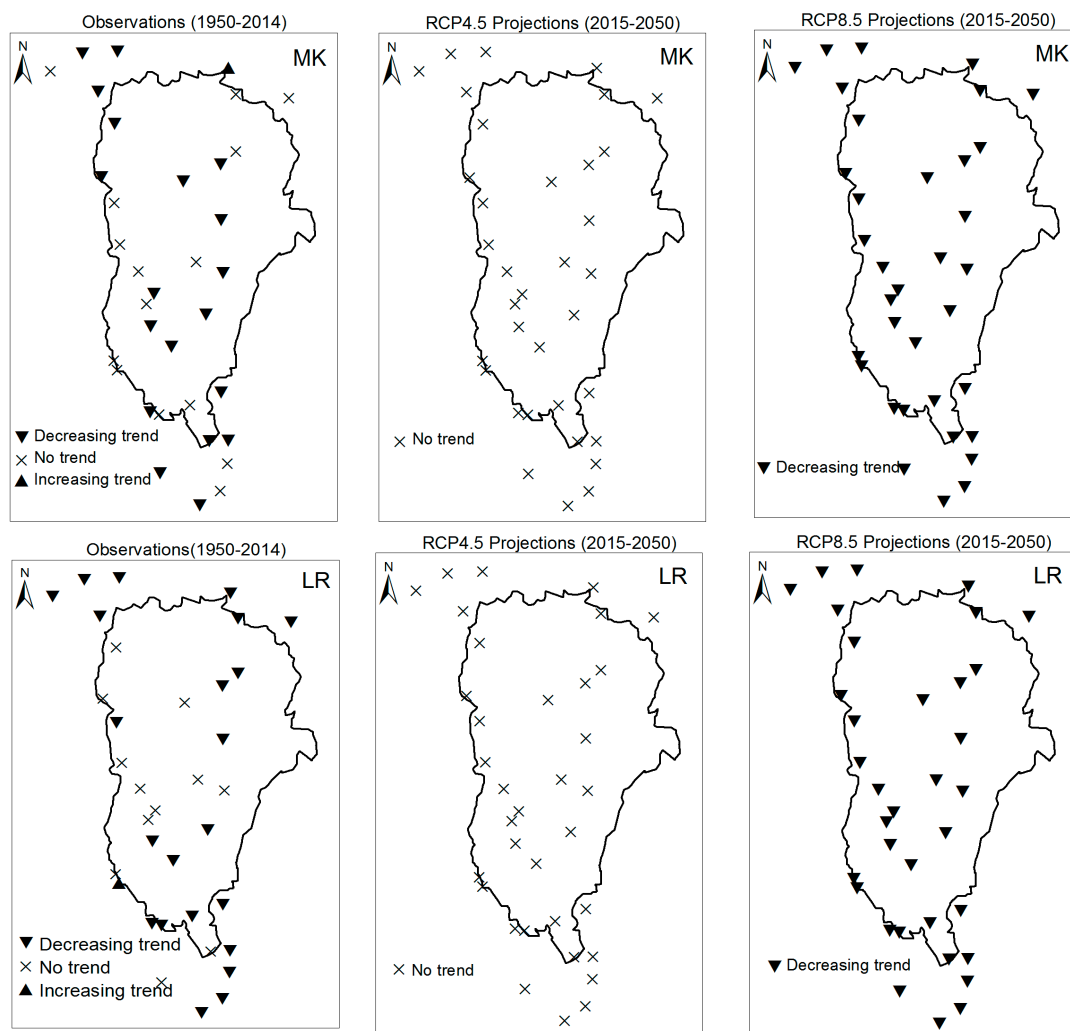 Observations (1950-2014)
N
MK
Decreasing trend
No trend
Increasing trend
RCP4.5 Projections (2015-2050)
N
MK
No trend
RCP8.5 Projections (2015-2050)
N
MK
Decreasing trend
Observations(1950-2014)
N
LR
Decreasing trend
No trend
Increasing trend
RCP4.5 Projections (2015-2050)
N
LR
No trend
RCP8.5 Projections (2015-2050)
N
LR
Decreasing trend